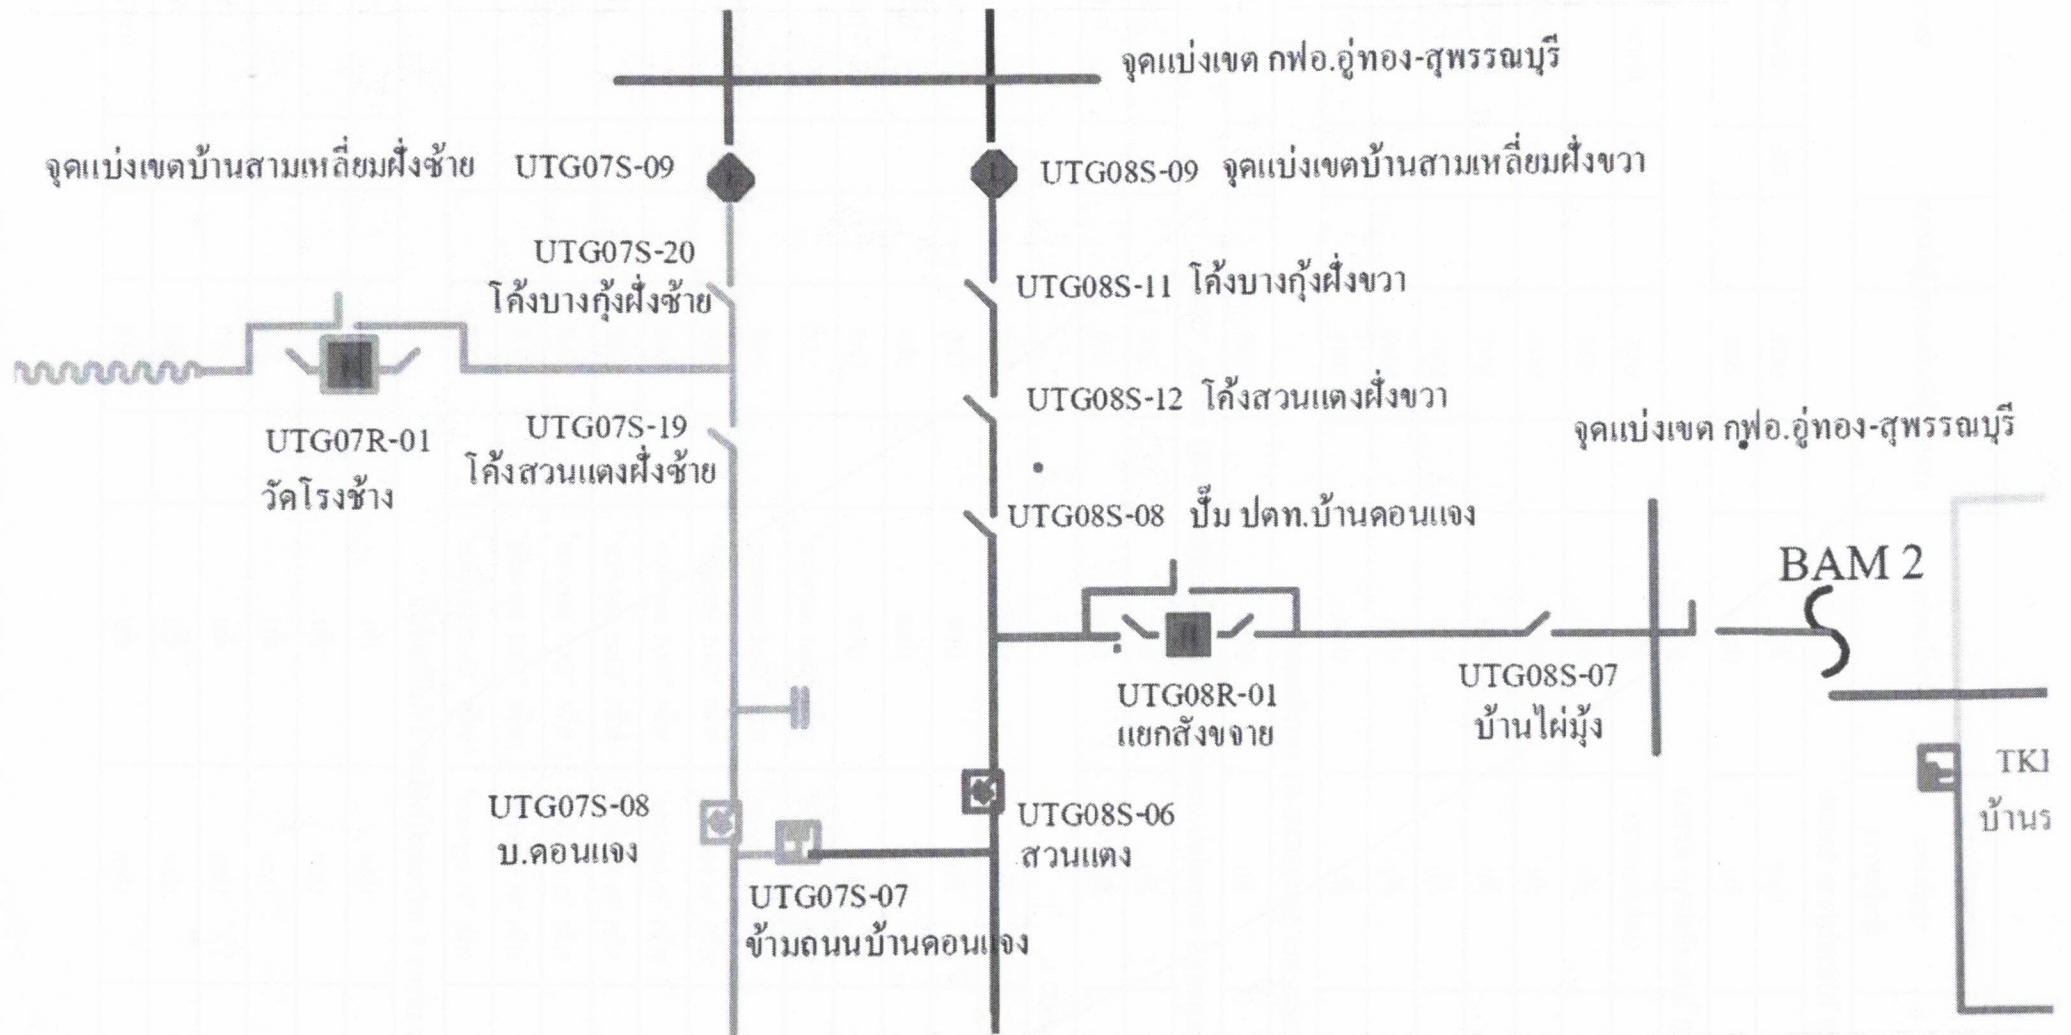 จุดแบ่งเขต กฟอ.อู่ทอง-สุพรรณบุรี
จุดแบ่งเขตบ้านสามเหลี่ยมฝั่งซ้าย UTG07S-09
UTG08S-09 จุดแบ่งเขตบ้านสามเหลี่ยมฝั่งขวา
UTG07S-20
โค้งบางกุ้งฝั่งซ้าย
UTG08S-11 โค้งบางกุ้งฝั่งขวา
UTG08S-12 โค้งสวนแตงฝั่งขวา
UTG07R-01
วัดโรงช้าง
UTG07S-19
โค้งสวนแตงฝั่งซ้าย
จุดแบ่งเขต กฟอ.อู่ทอง-สุพรรณบุรี
UTG08S-08 ปั๊ม ปตท.บ้านดอนแจง
BAM 2
UTG08R-01
แยกสังขจาย
UTG08S-07
บ้านไผ่มุ้ง
UTG07S-08
บ.ดอนแจง
UTG08S-06
สวนแตง
UTG07S-07
ข้ามถนนบ้านดอนแจง
TK1
บ้านร